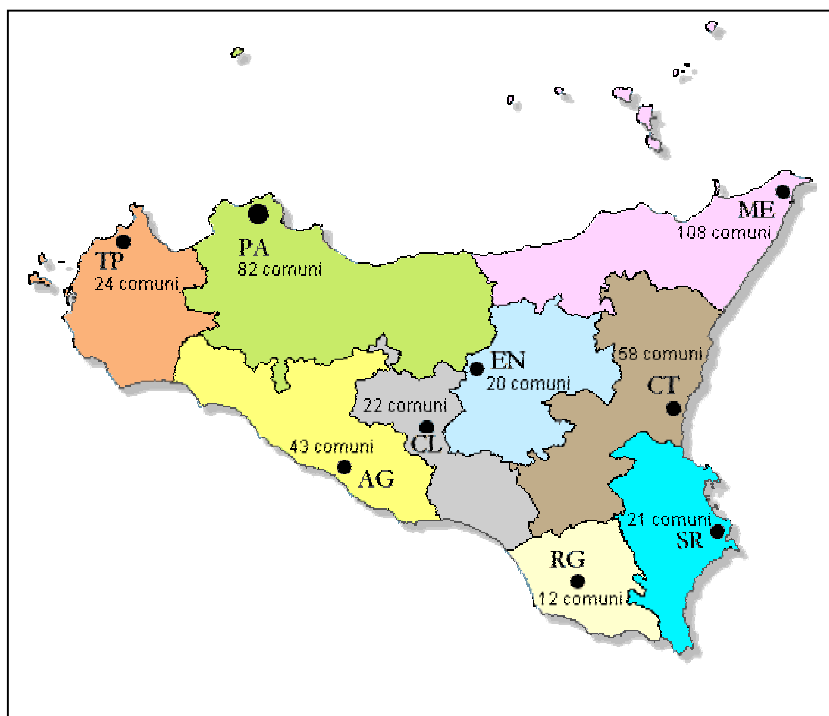 ME
108 comuni
PA
82 comuni
TP
24 comuni
EN
20 comuni
58 comuni
CT
22 comuni
CL
43 comuni
AG
21 comuni
SR
RG
12 comuni